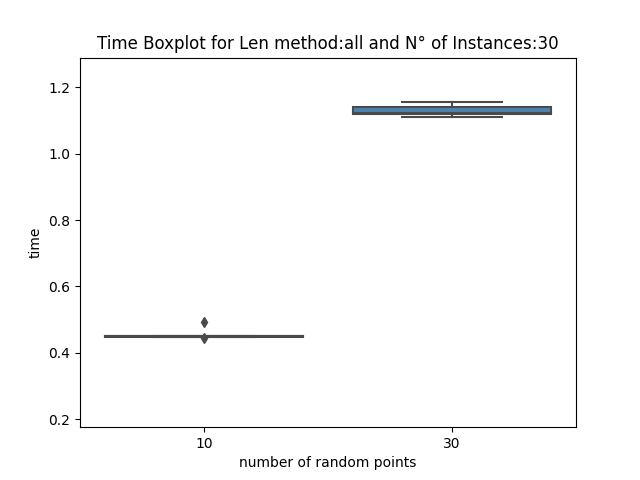 Time Boxplot for Len method:all and N° of Instances:30
1.2
1.0
0.8
0.6
0.4
0.2
time
10 30
number of random points